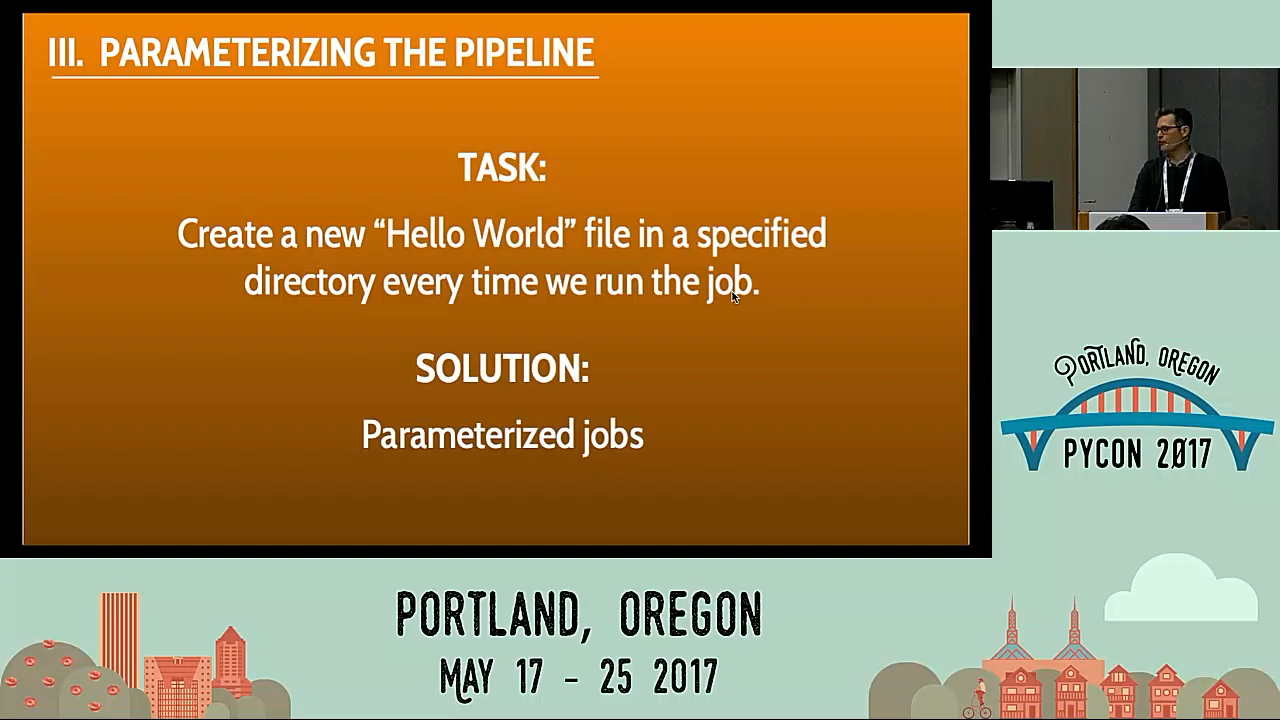 III. PARAMETERIZING THE PIPELINE
TASK:
Create a new “Hello World” file in a specified
directory every time we run the job.
SOLUTION:
Parameterized jobs
PORTLAND, OREGON
PYCON 2017
PORTLAND, OREGON
MAY 17 - 25 2017